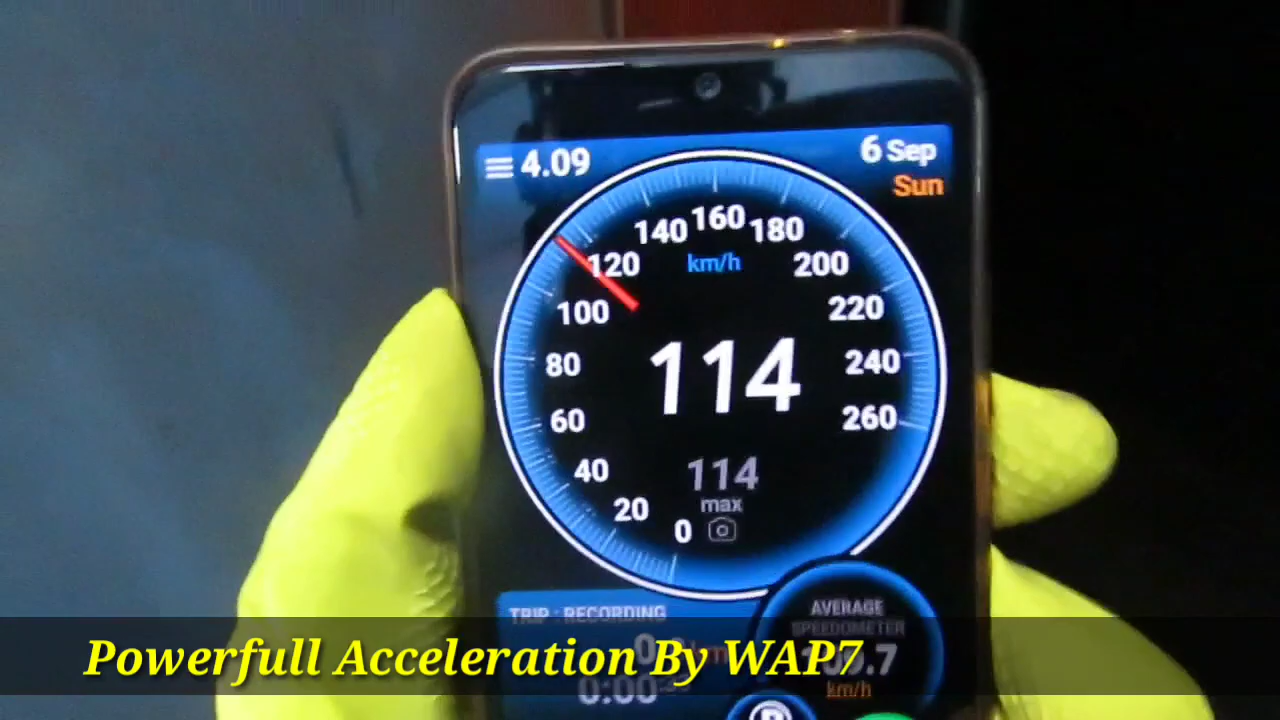 4.09
6 Sep
Sun
140 160 180
120 km/h 200
100 220
80 114 240
60 260
40 114
20 max
0
TRIP : RECORDING
AVERAGE
SPEEDOMETER
km/h
Powerfull Acceleration By WAP7